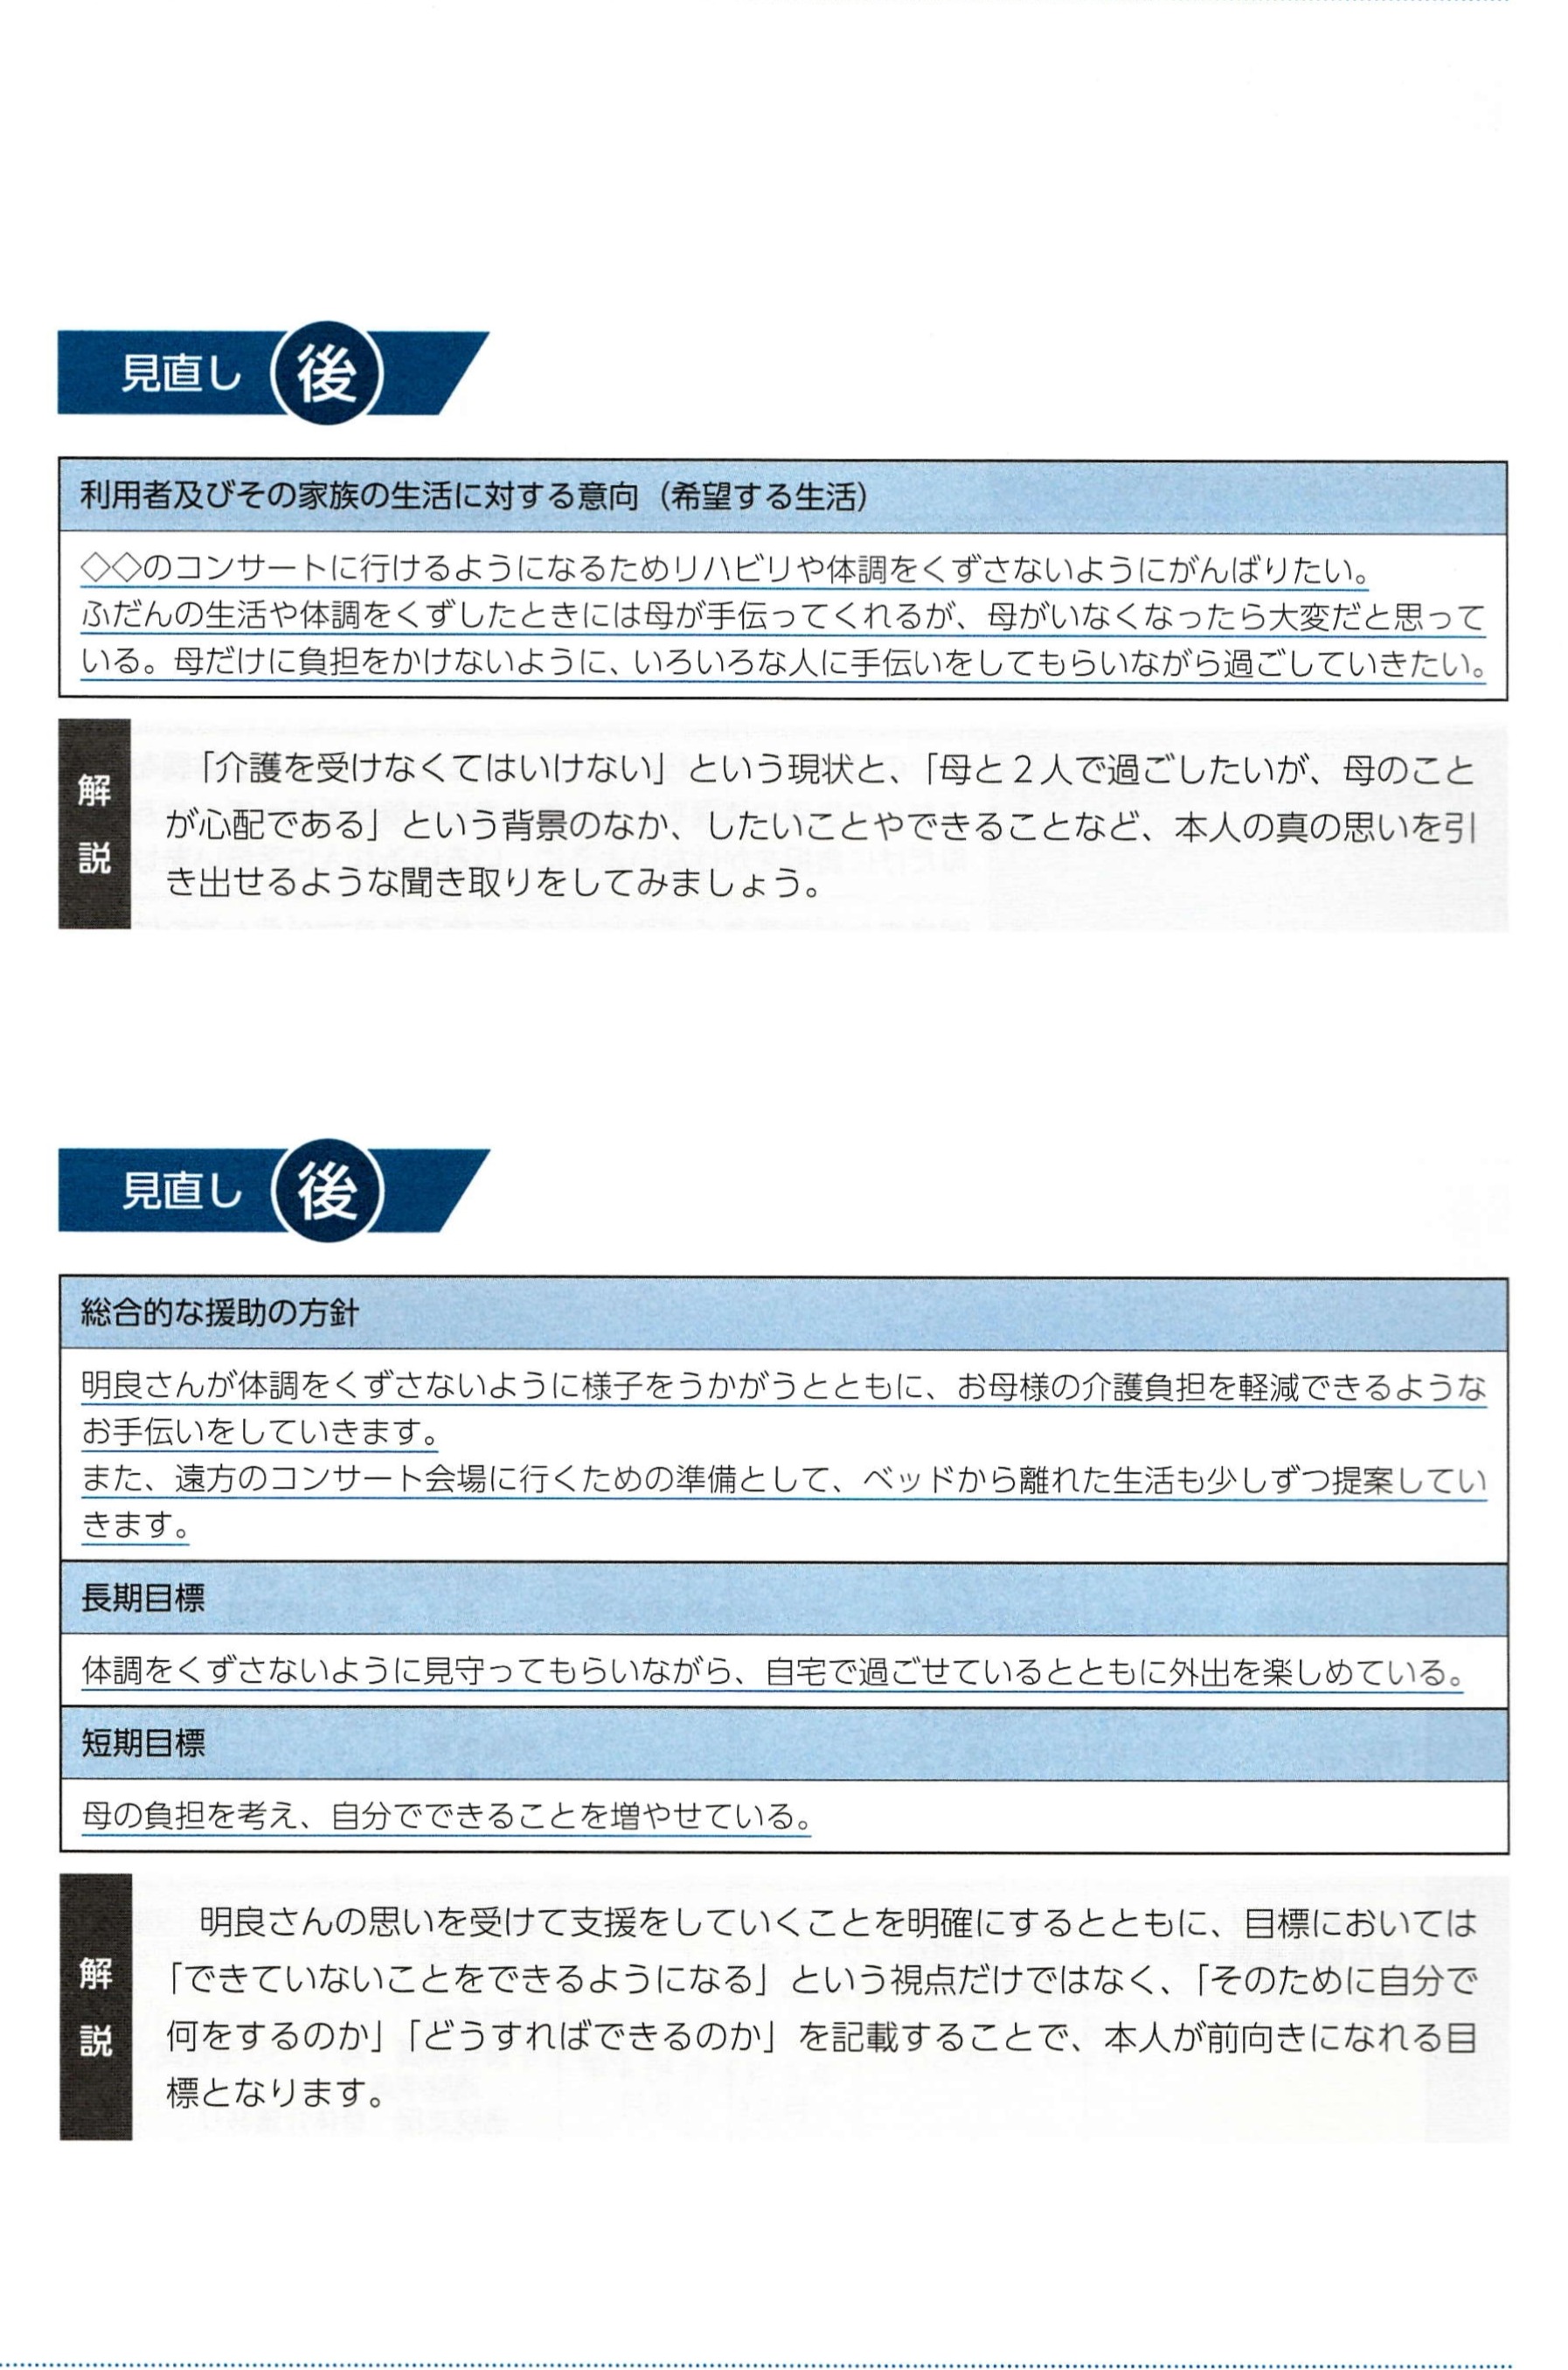 見直し 後
利用者及びその家族の生活に対する意向（希望する生活）
◇◇のコンサートに行けるようになるためリハビリや体調をくずさないようにがんばりたい。
ふだんの生活や体調をくずしたときには母が手伝ってくれるが、母がいなくなったら大変だと思って
いる。母だけに負担をかけないように、いろいろな人に手伝いをしてもらいながら過ごしていきたい。
解説
「介護を受けなくてはいけない」という現状と、「母と２人で過ごしたいが、母のこと
が心配である」という背景のなか、したいことやできることなど、本人の真の思いを引
き出せるような聞き取りをしてみましょう。
見直し 後
総合的な援助の方針
明良さんが体調をくずさないように様子をうかがうとともに、お母様の介護負担を軽減できるような
お手伝いをしていきます。
また、遠方のコンサート会場に行くための準備として、ベッドから離れた生活も少しずつ提案してい
きます。
長期目標
体調をくずさないように見守ってもらいながら、自宅で過ごせているとともに外出を楽しめている。
短期目標
母の負担を考え、自分でできることを増やせている。
解説
明良さんの思いを受けて支援をしていくことを明確にするとともに、目標においては
「できていないことをできるようになる」という視点だけではなく、「そのために自分で
何をするのか」「どうすればできるのか」を記載することで、本人が前向きになれる目
標となります。